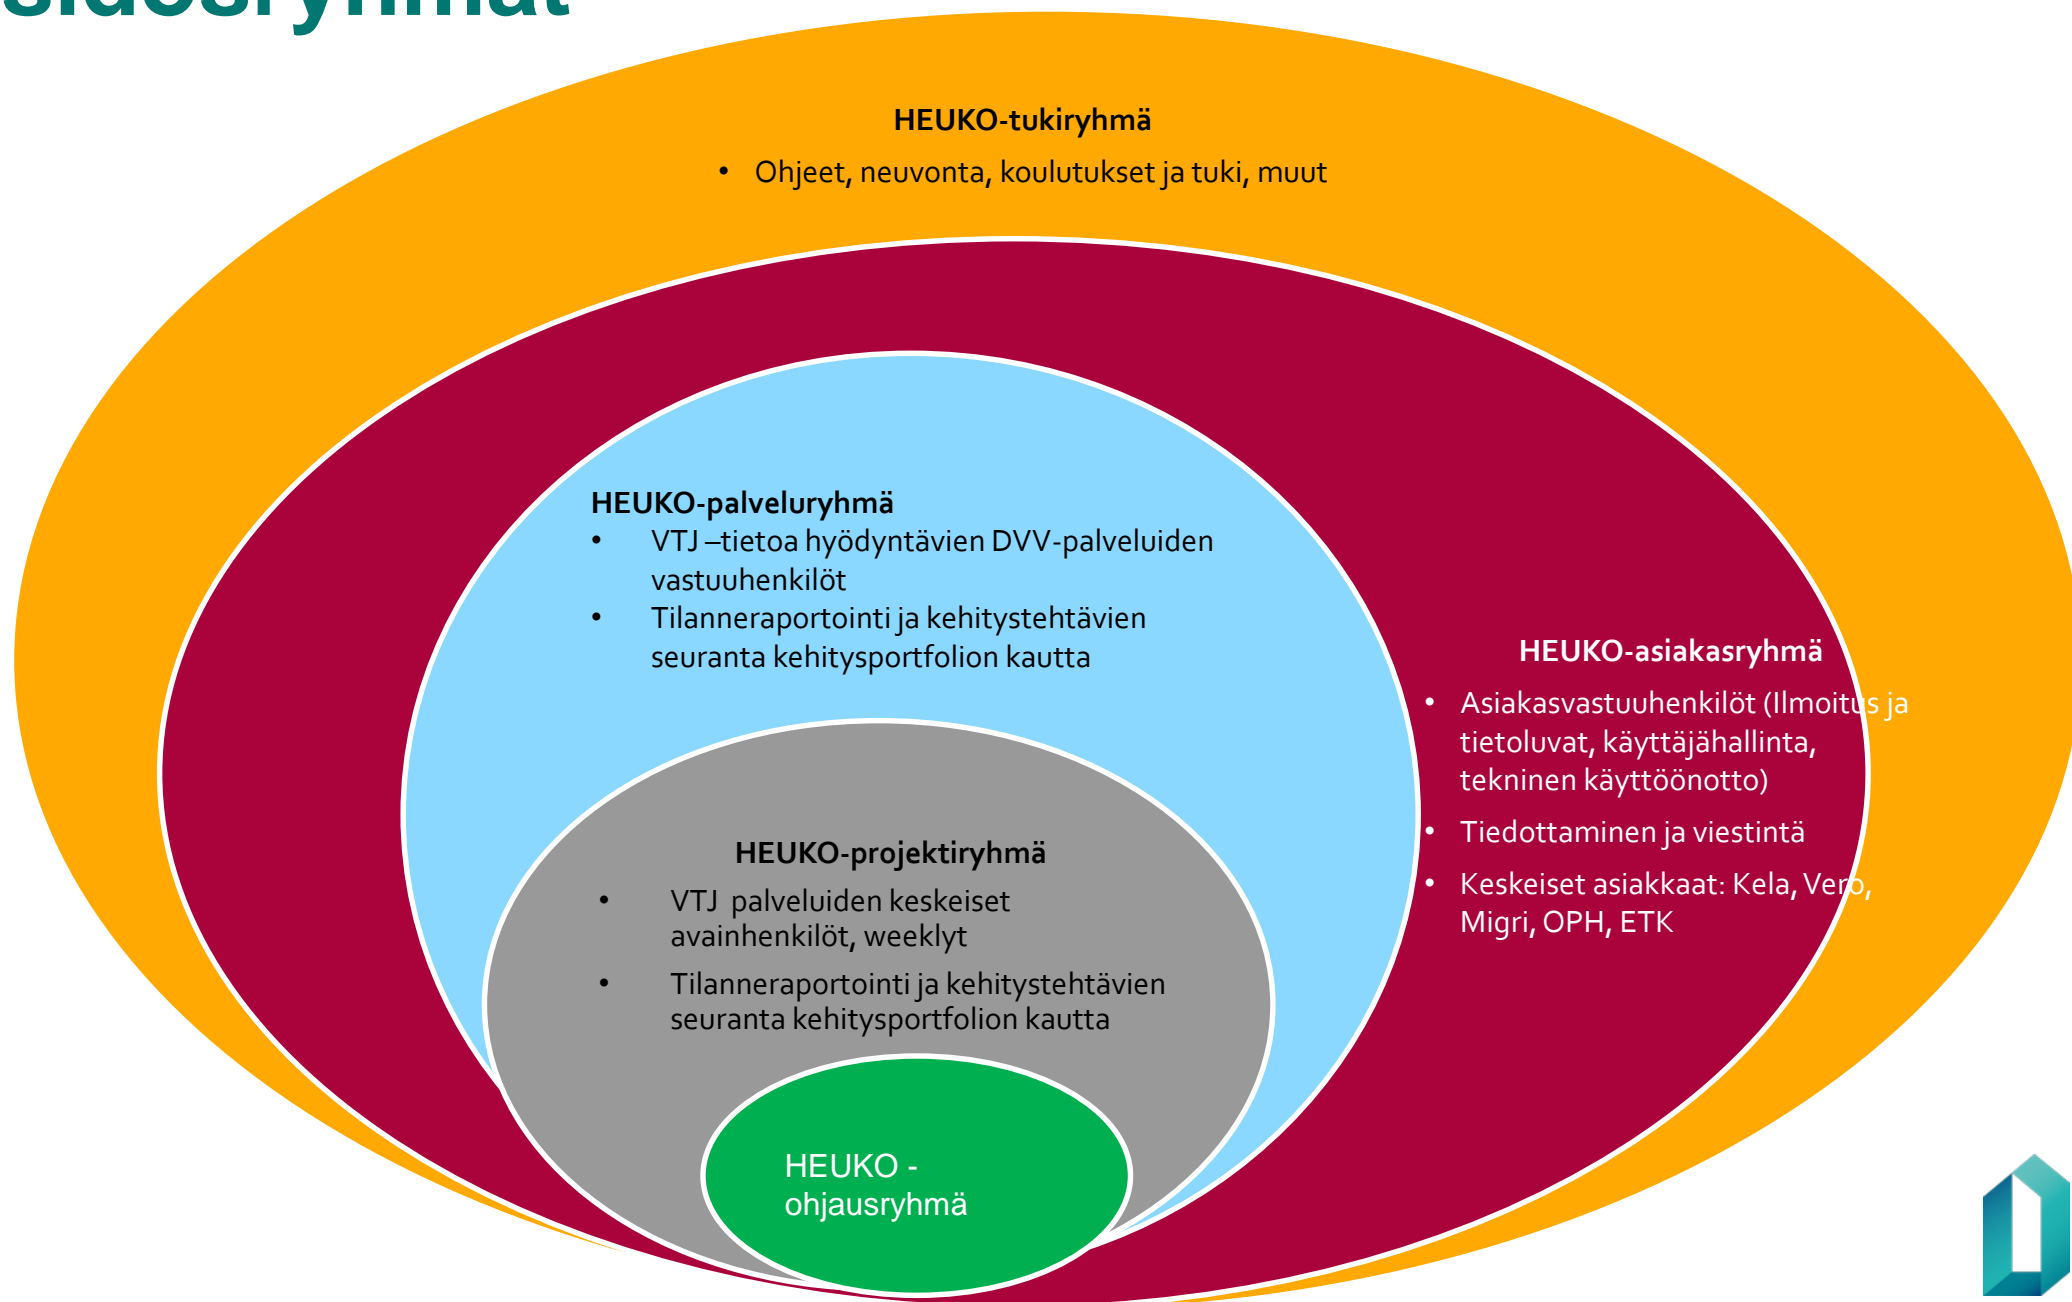 sidosryhmät
HEUKO-tukiryhmä
• Ohjeet, neuvonta, koulutukset ja tuki, muut
HEUKO-palveluryhmä
• VTJ –tietoa hyödyntävien DVV-palveluiden
vastuuhenkilöt
• Tilanneraportointi ja kehitystehtävien
seuranta kehitysportfolion kautta
HEUKO-asiakasryhmä
• Asiakasvastuuhenkilöt (Ilmoitus ja
tietoluvat, käyttäjähallinta,
tekninen käyttöönotto)
• Tiedottaminen ja viestintä
• Keskeiset asiakkaat: Kela, Vero,
Migri, OPH, ETK
HEUKO-projektiryhmä
• VTJ palveluiden keskeiset
avainhenkilöt, weeklyt
• Tilanneraportointi ja kehitystehtävien
seuranta kehitysportfolion kautta
HEUKO -
ohjausryhmä